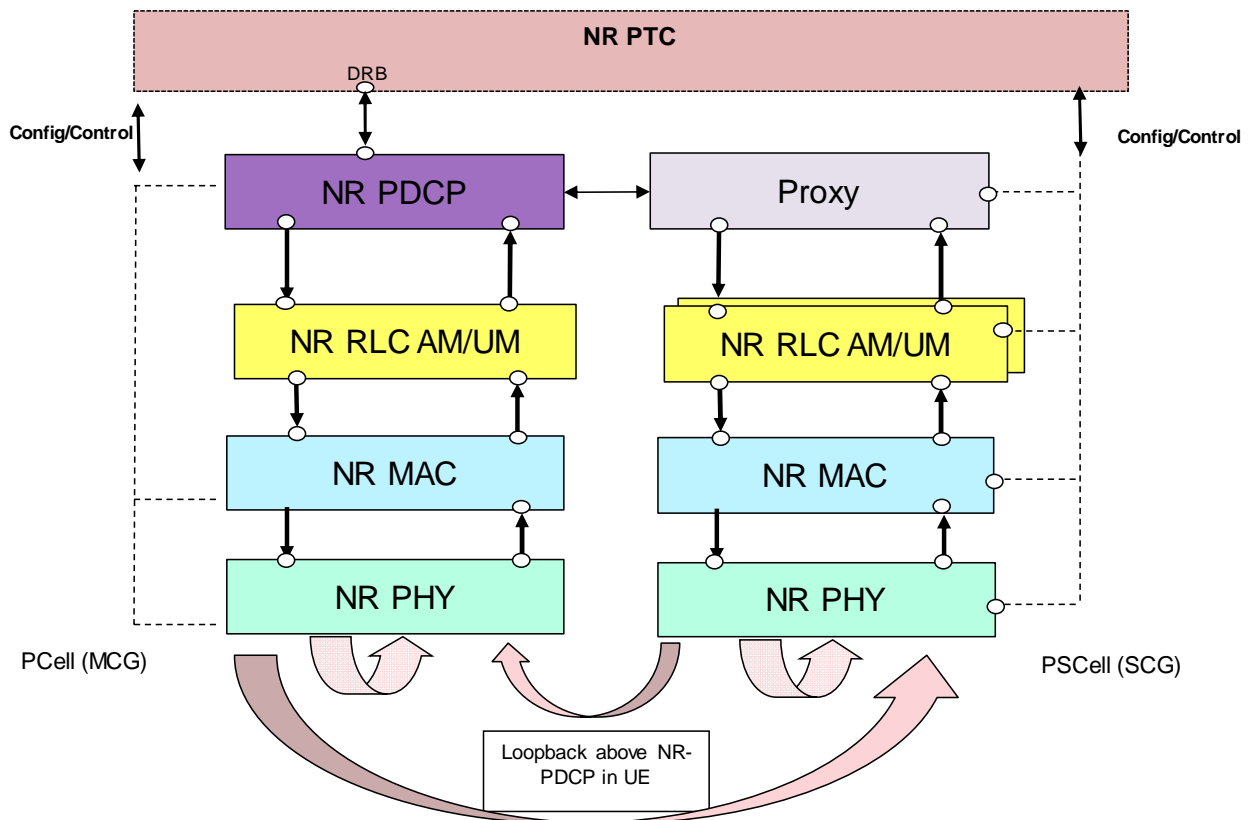 NR PTC
DRB
Config/Control
Config/Control
NR PDCP
Proxy
NR RLC AM/UM
NR RLC AM/UM
NR MAC
NR MAC
NR PHY
NR PHY
PCell (MCG)
PSCell (SCG)
Loopback above NR-
PDCP in UE